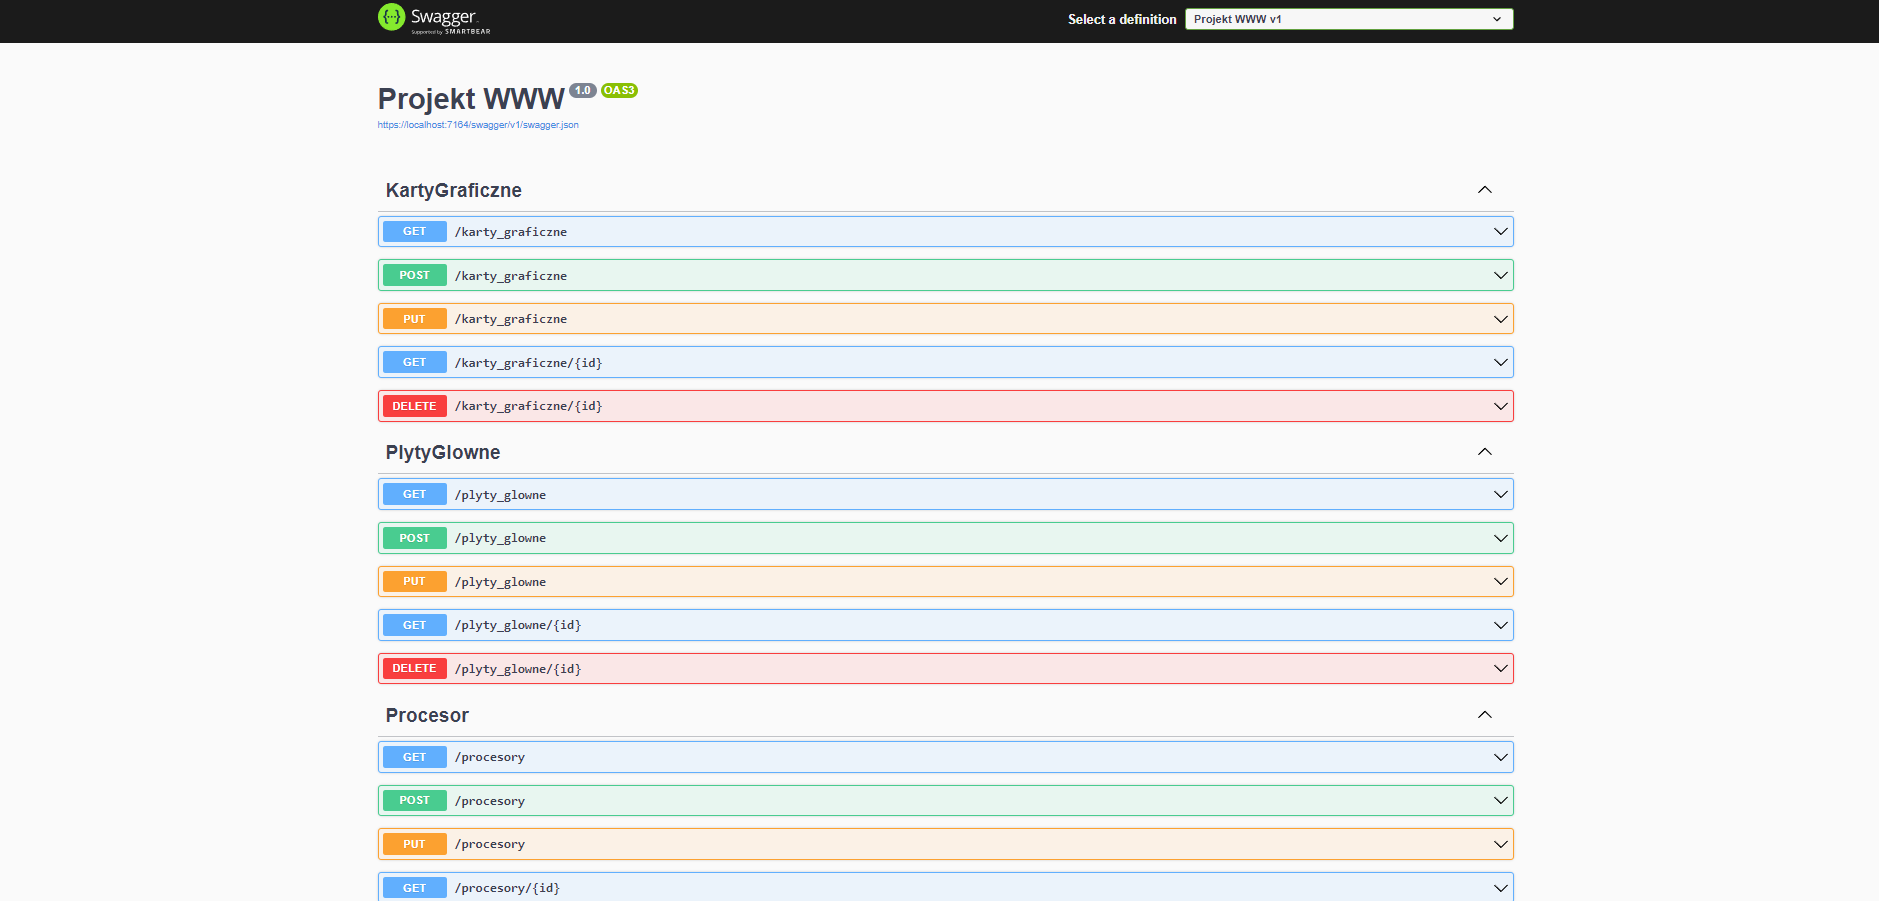 Swagger.
Supported by SMARTBEAR
Select a definition
Projekt WWW v1
Projekt WWW 1.0 OAS3
https://localhost:7164/swagger/v1/swagger.json
KartyGraficzne
GET /karty_graficzne
POST /karty_graficzne
PUT /karty_graficzne
GET /karty_graficzne/{id}
DELETE /karty_graficzne/{id}
PlytyGlowne
GET /plyty_glowne
POST /plyty_glowne
PUT /plyty_glowne
GET /plyty_glowne/{id}
DELETE /plyty_glowne/{id}
Procesor
GET /procesory
POST /procesory
PUT /procesory
GET /procesory/{id}